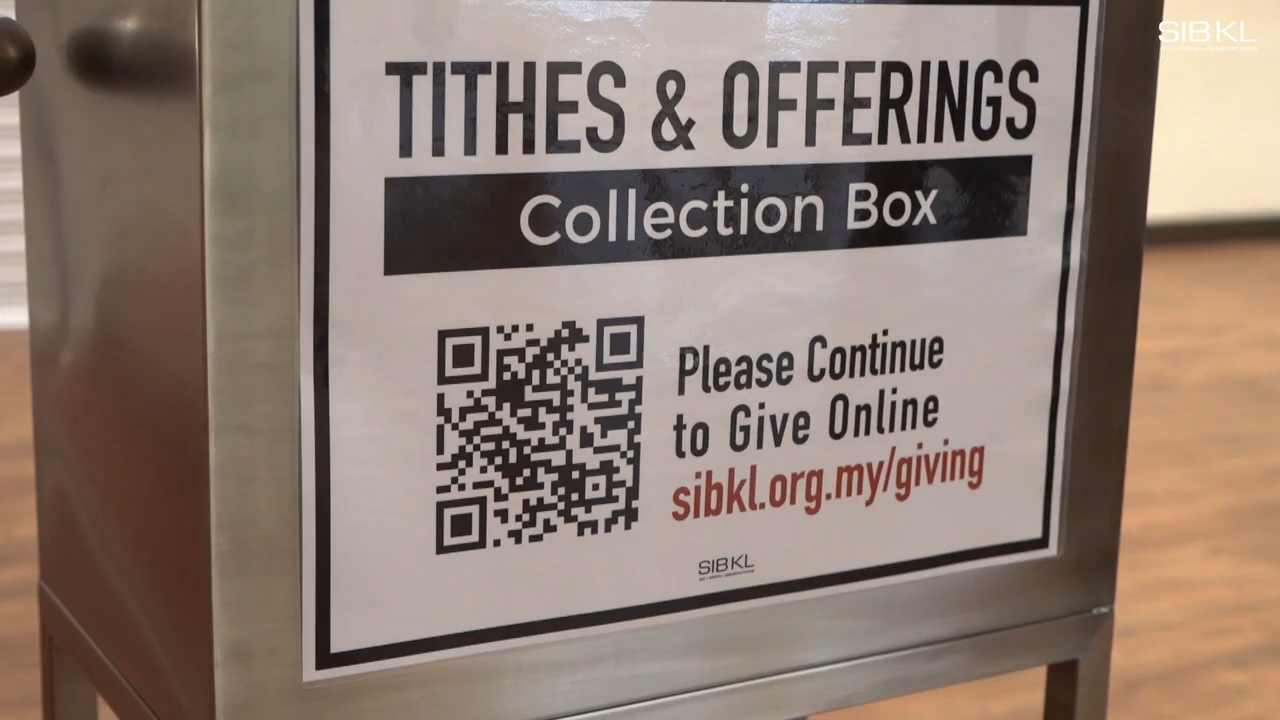 SIBKL
TITHES & OFFERINGS
Collection Box
Please Continue
to Give Online
sibkl.org.my/giving
SIBKL